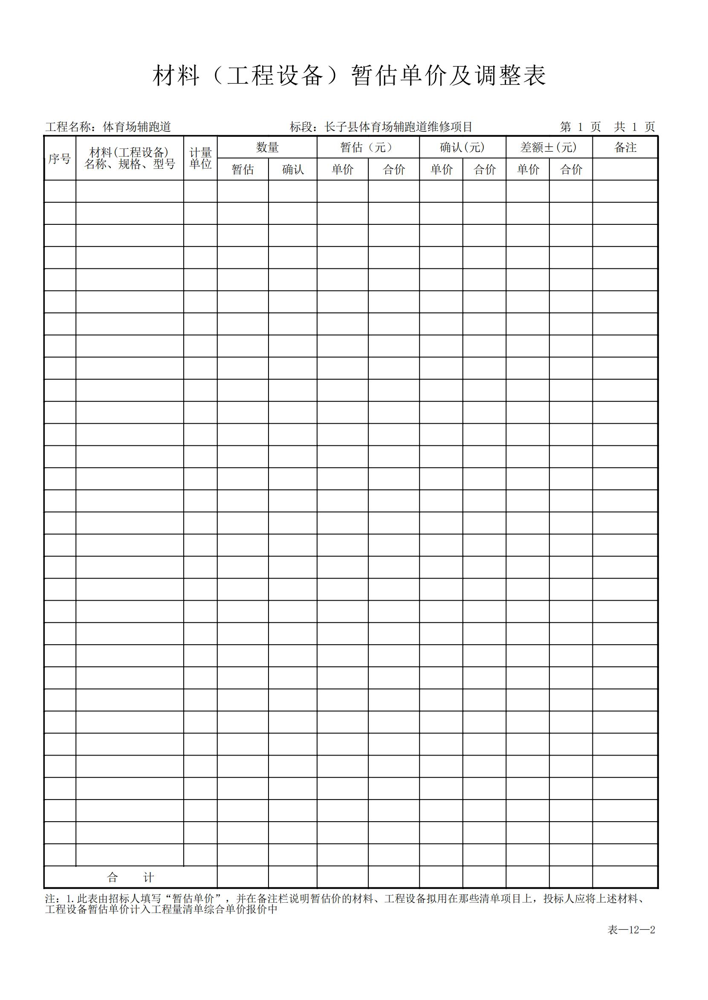 材料（工程设备）暂估单价及调整表
工程名称：体育场辅跑道 标段：长子县体育场辅跑道维修项目 第 1 页 共 1 页
序号 材料(工程设备) 名称、规格、型号 计量单位 数量 暂估（元） 确认(元) 差额±(元) 备注
暂估 确认 单价 合价 单价 合价 单价 合价
合 计
注：1.此表由招标人填写“暂估单价”，并在备注栏说明暂估价的材料、工程设备拟用在那些清单项目上，投标人应将上述材料、
工程设备暂估单价计入工程量清单综合单价报价中
表—12—2